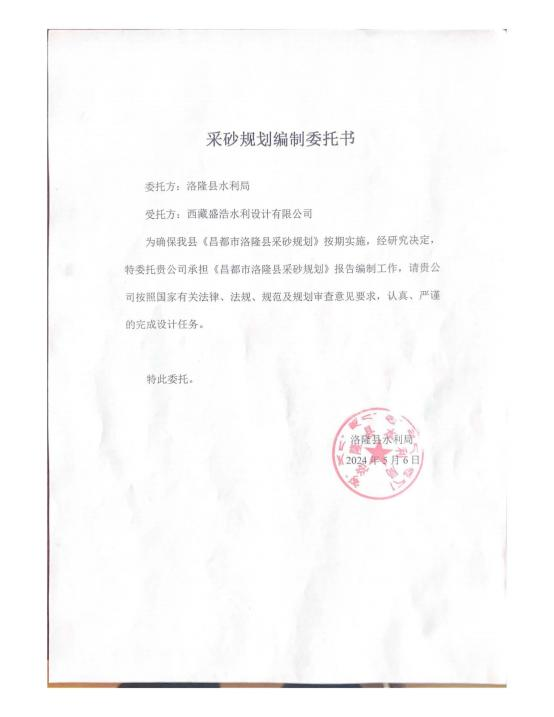 采砂规划编制委托书
委托方：洛隆县水利局
受托方：西藏盛浩水利设计有限公司
为确保我县《昌都市洛隆县采砂规划》按期实施，经研究决定，
特委托贵公司承担《昌都市洛隆县采砂规划》报告编制工作，请贵公
司按照国家有关法律、法规、规范及规划审查意见要求，认真、严谨
的完成设计任务。
特此委托。
洛隆县水利局
2024年5月6日
洛隆县水利局